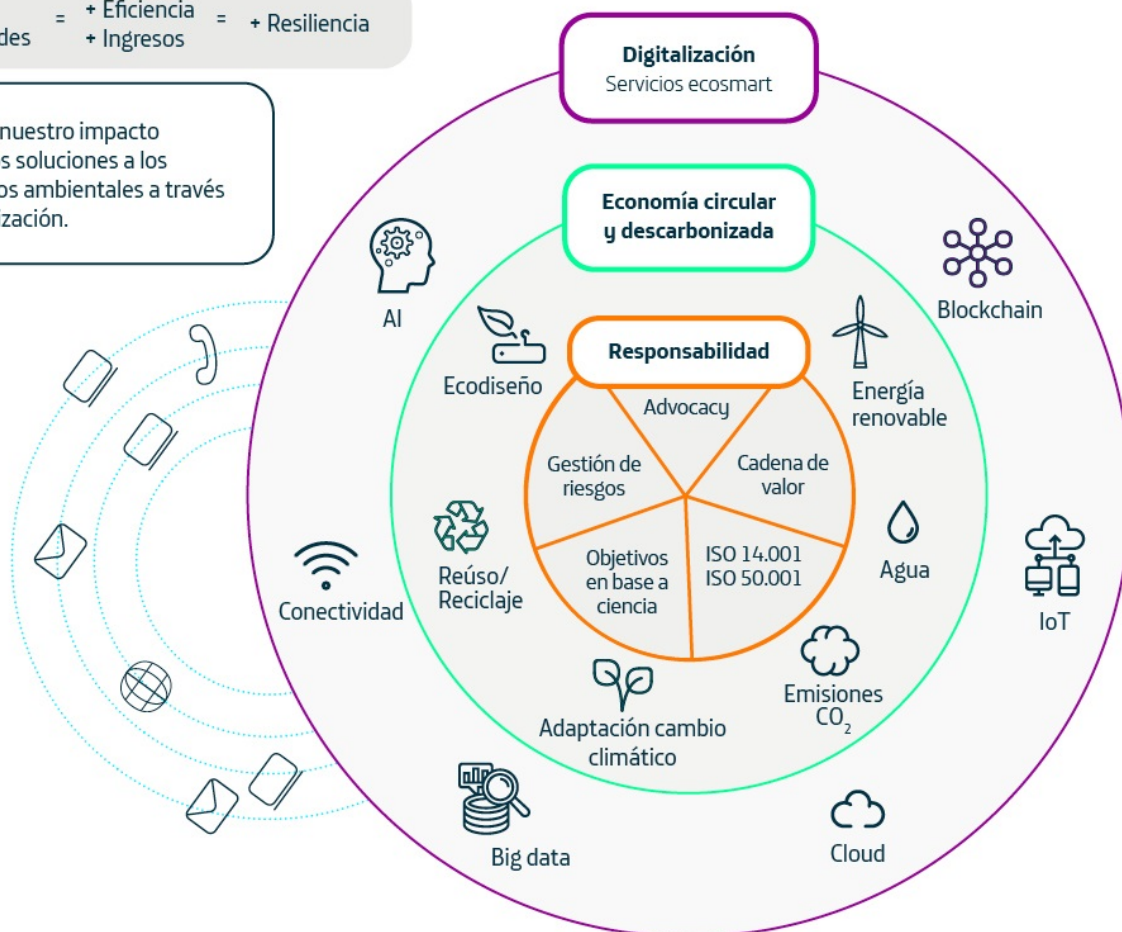 + Eficiencia
des = + Ingresos = + Resiliencia
nuestro impacto
s soluciones a los
os ambientales a través
ización.
Digitalización
Servicios ecosmart
Economía circular
y descarbonizada
Responsabilidad
AI
Blockchain
Ecodiseño
Energía
renovable
Advocacy
Gestión de
riesgos
Cadena de
valor
Objetivos
en base a
ciencia
ISO 14.001
ISO 50.001
Conectividad
Reúso/
Reciclaje
Agua
IoT
Adaptación cambio
climático
Emisiones
CO₂
Big data
Cloud